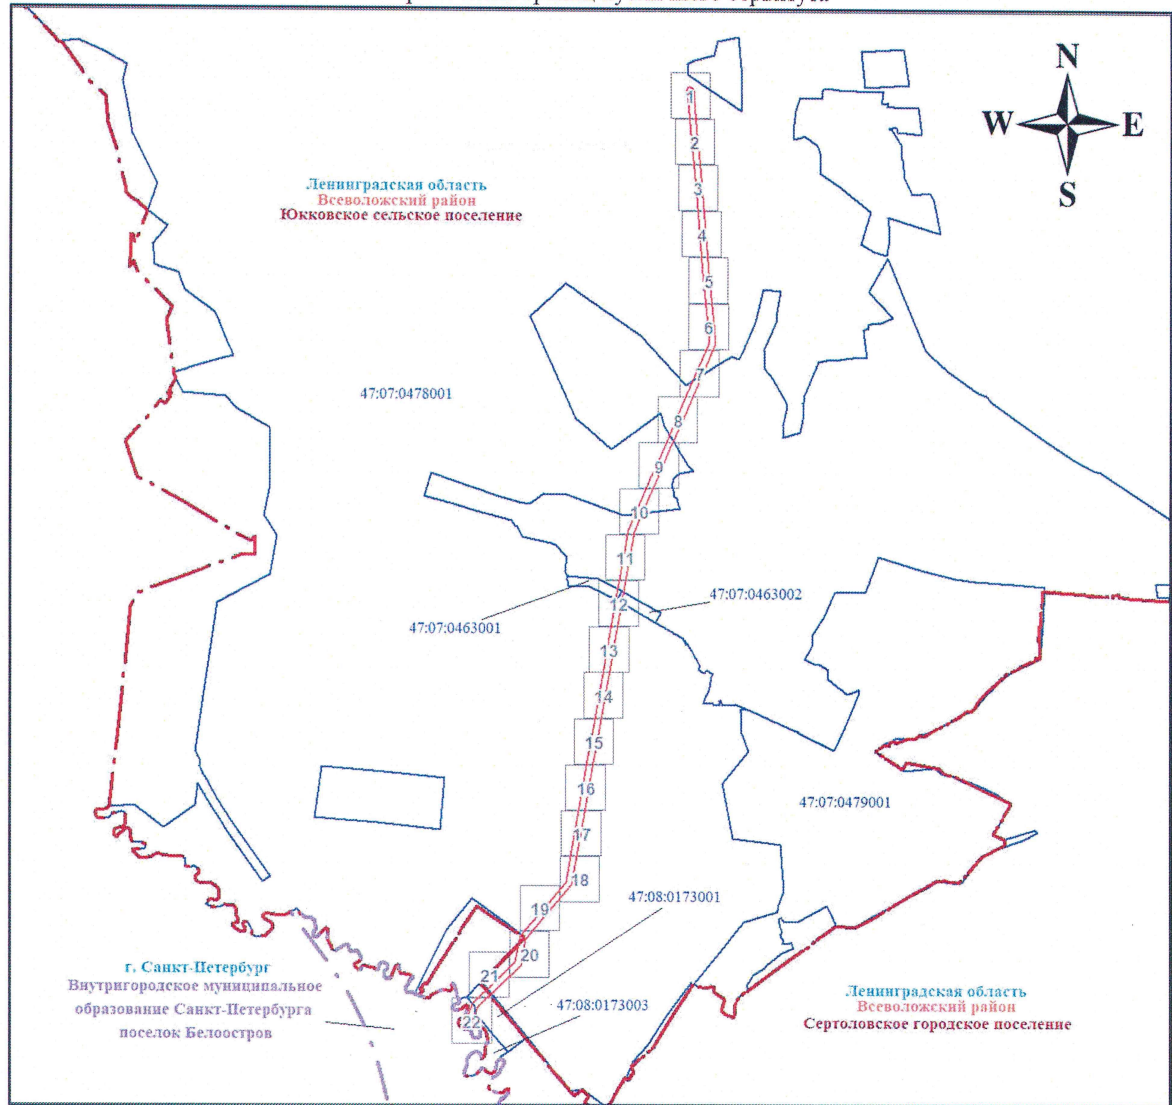 N
W E
S
Ленинградская область
Всеволожский район
Юкковское сельское поселение
1
2
3
4
5
6
7
8
9
10
11
12
13
14
15
16
17
18
19
20
21
22
47:07:0478001
47:07:0463001
47:07:0463002
47:07:0479001
47:08:0173001
47:08:0173003
г. Санкт-Петербург
Внутригородское муниципальное
образование Санкт-Петербурга
поселок Белоостров
Ленинградская область
Всеволожский район
Сертоловское городское поселение